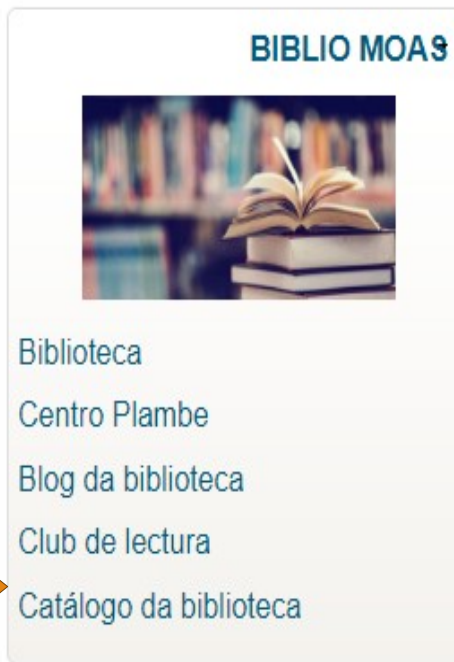 BIBLIO MOAS
Biblioteca
Centro Plambe
Blog da biblioteca
Club de lectura
Catálogo da biblioteca